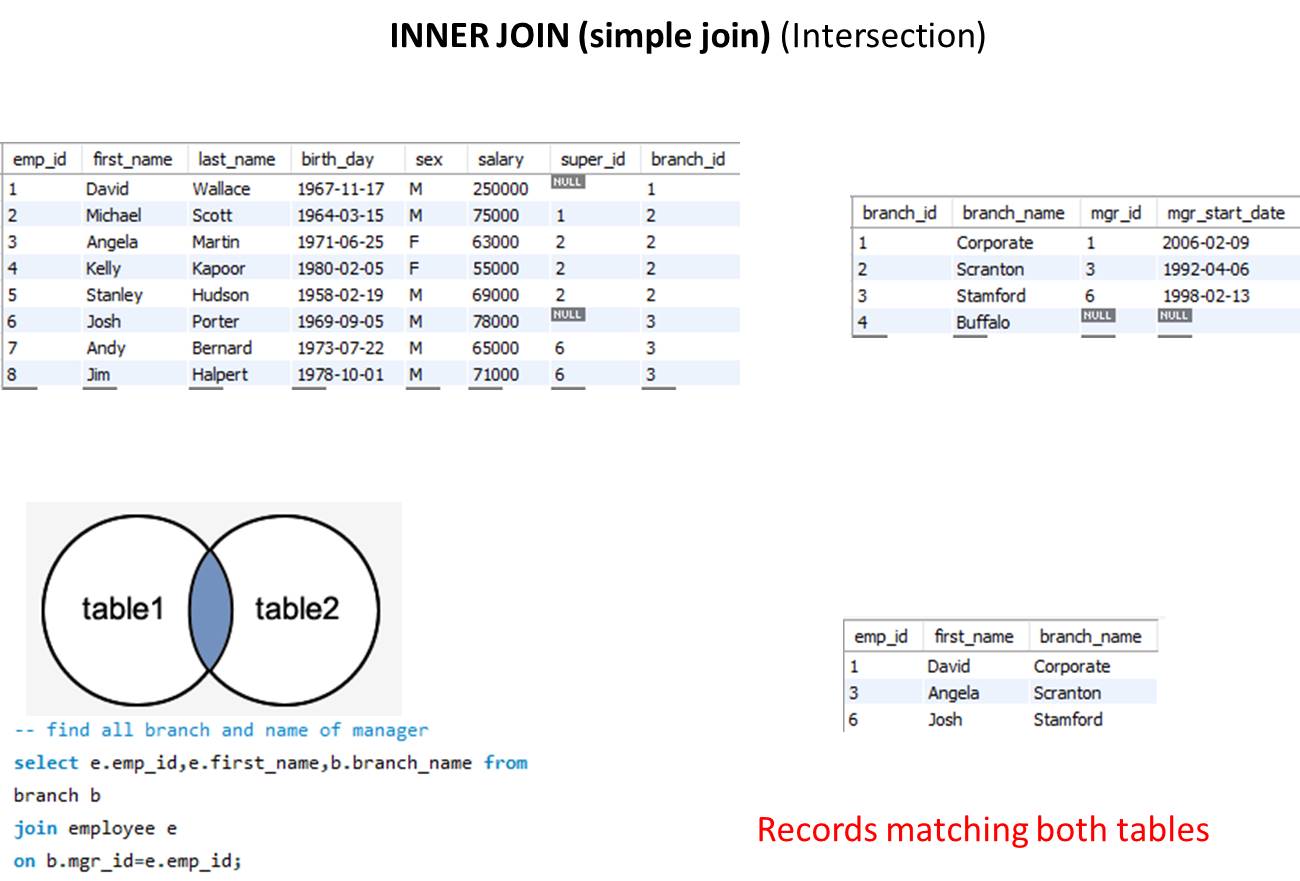 INNER JOIN (simple join) (Intersection)
emp_id first_name last_name birth_day sex salary super_id branch_id
1 David Wallace 1967-11-17 M 250000 NULL 1
2 Michael Scott 1964-03-15 M 75000 1 2
3 Angela Martin 1971-06-25 F 63000 2 2
4 Kelly Kapoor 1980-02-05 F 55000 2 2
5 Stanley Hudson 1958-02-19 M 69000 2 2
6 Josh Porter 1969-09-05 M 78000 NULL 3
7 Andy Bernard 1973-07-22 M 65000 6 3
8 Jim Halpert 1978-10-01 M 71000 6 3
branch_id branch_name mgr_id mgr_start_date
1 Corporate 1 2006-02-09
2 Scranton 3 1992-04-06
3 Stamford 6 1998-02-13
4 Buffalo NULL NULL
table1 table2
-- find all branch and name of manager
select e.emp_id,e.first_name,b.branch_name from
branch b
join employee e
on b.mgr_id=e.emp_id;
emp_id first_name branch_name
1 David Corporate
3 Angela Scranton
6 Josh Stamford
Records matching both tables